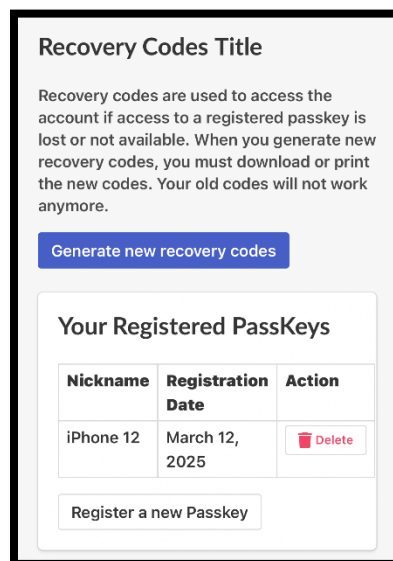 Recovery Codes Title
Recovery codes are used to access the
account if access to a registered passkey is
lost or not available. When you generate new
recovery codes, you must download or print
the new codes. Your old codes will not work
anymore.
Generate new recovery codes
Your Registered PassKeys
Nickname Registration Date Action
iPhone 12 March 12, 2025 Delete
Register a new Passkey